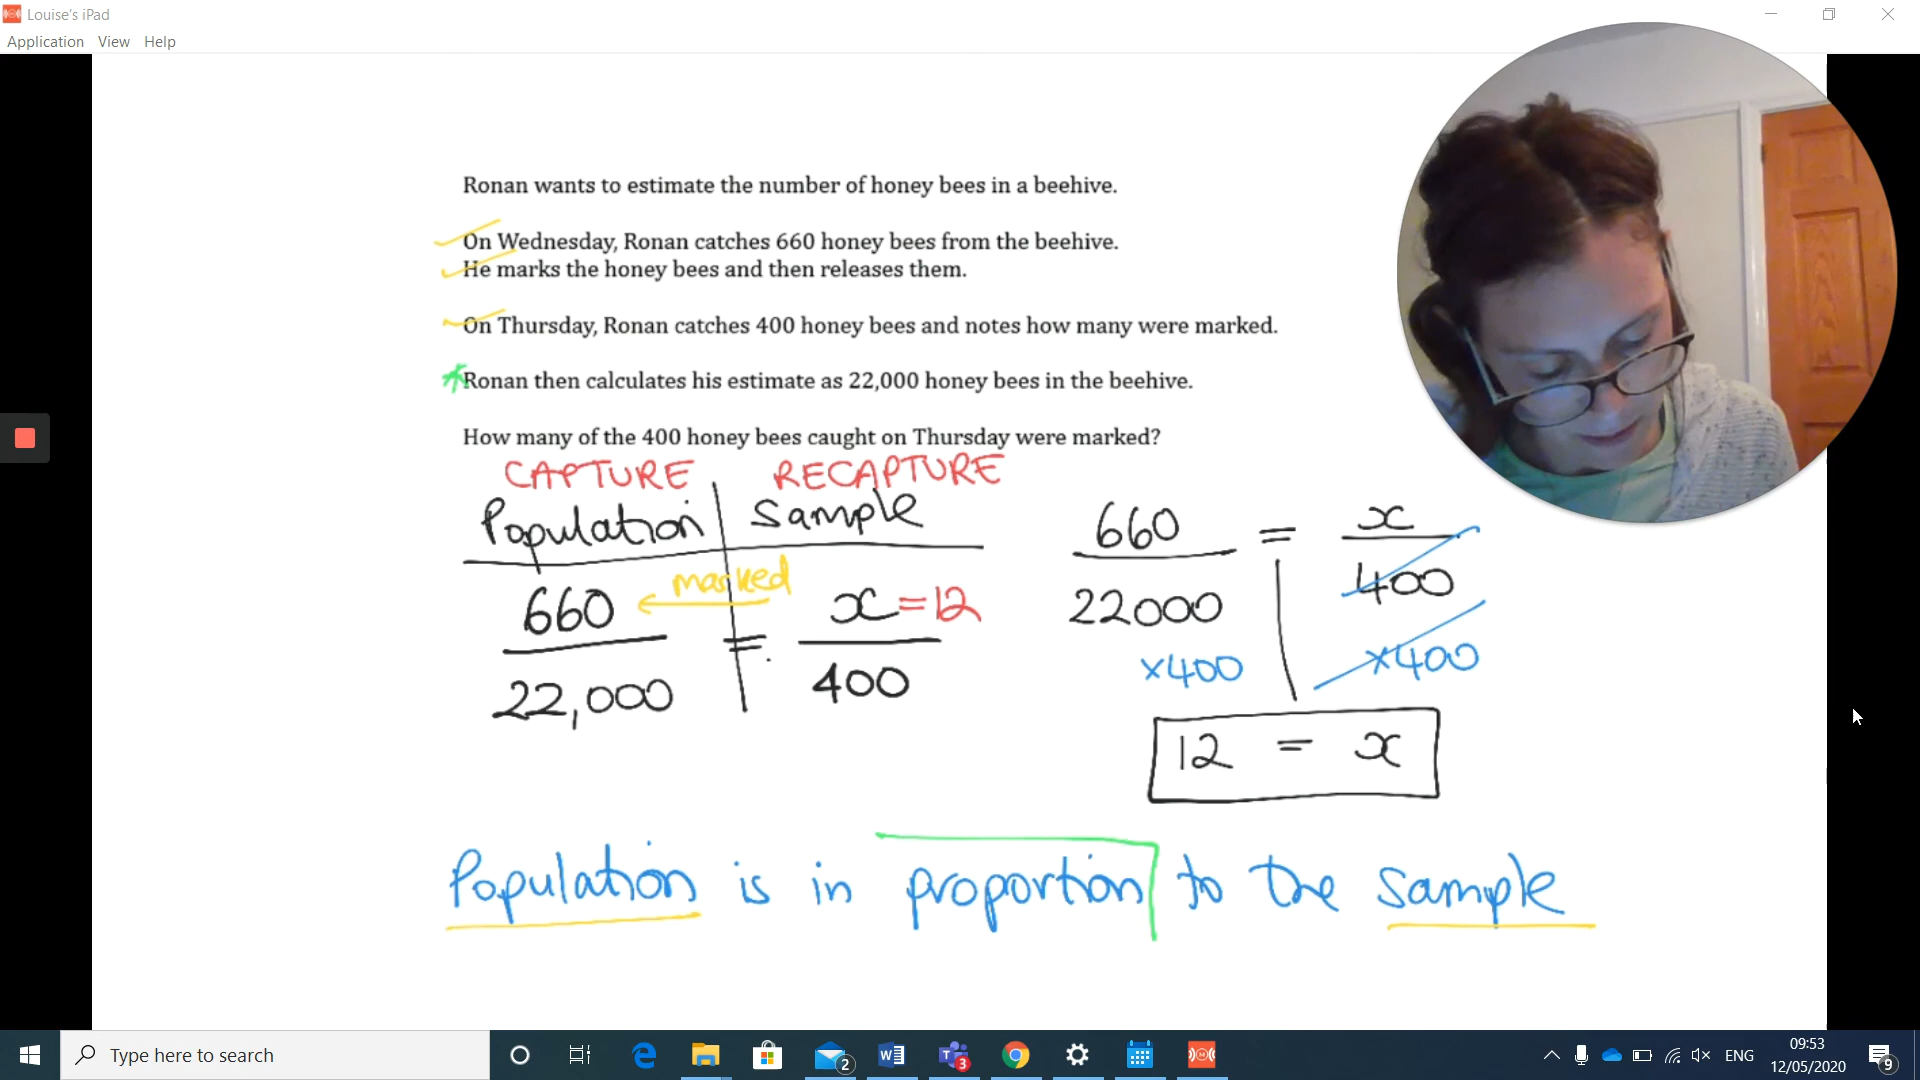 Louise's iPad
Application View Help
Ronan wants to estimate the number of honey bees in a beehive.
On Wednesday, Ronan catches 660 honey bees from the beehive.
He marks the honey bees and then releases them.
On Thursday, Ronan catches 400 honey bees and notes how many were marked.
Ronan then calculates his estimate as 22,000 honey bees in the beehive.
How many of the 400 honey bees caught on Thursday were marked?
CAPTURE RECAPTURE
Population Sample
marked
660 = x = 12
22,000 400
660 = x
22000 400
×400 ×400
12 = x
Population is in proportion to the sample
Type here to search
2
3
ENG
09:53
12/05/2020
9